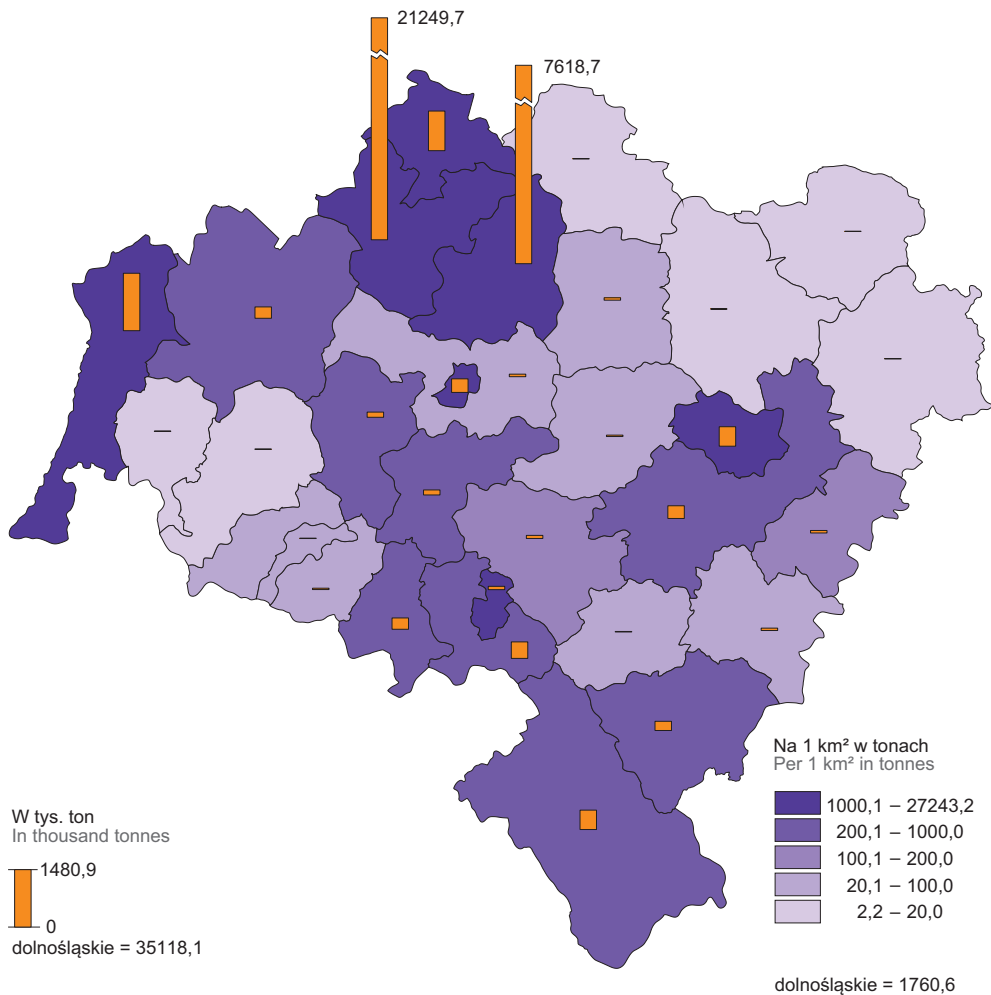 21249,7
7618,7
Na 1 km² w tonach
Per 1 km² in tonnes
1000,1 – 27243,2
200,1 – 1000,0
100,1 – 200,0
20,1 – 100,0
2,2 – 20,0
dolnośląskie = 1760,6
W tys. ton
In thousand tonnes
1480,9
0
dolnośląskie = 35118,1